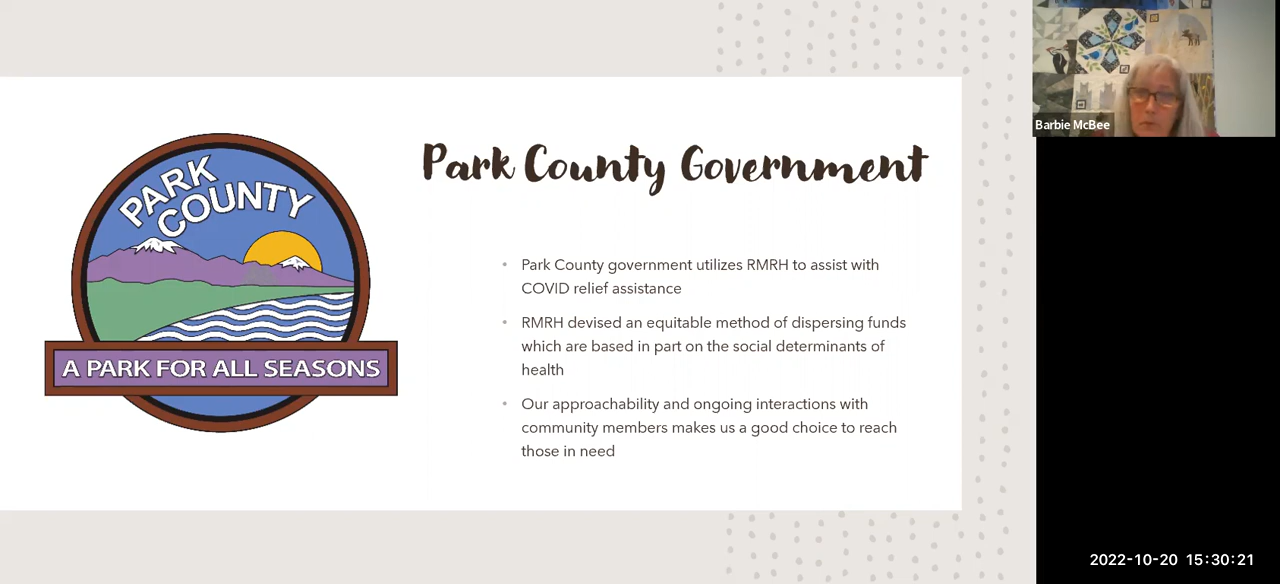 PARK
COUNTY
A PARK FOR ALL SEASONS
Park County Government
• Park County government utilizes RMRH to assist with
COVID relief assistance
• RMRH devised an equitable method of dispersing funds
which are based in part on the social determinants of
health
• Our approachability and ongoing interactions with
community members makes us a good choice to reach
those in need
Barbie McBee
2022-10-20 15:30:21